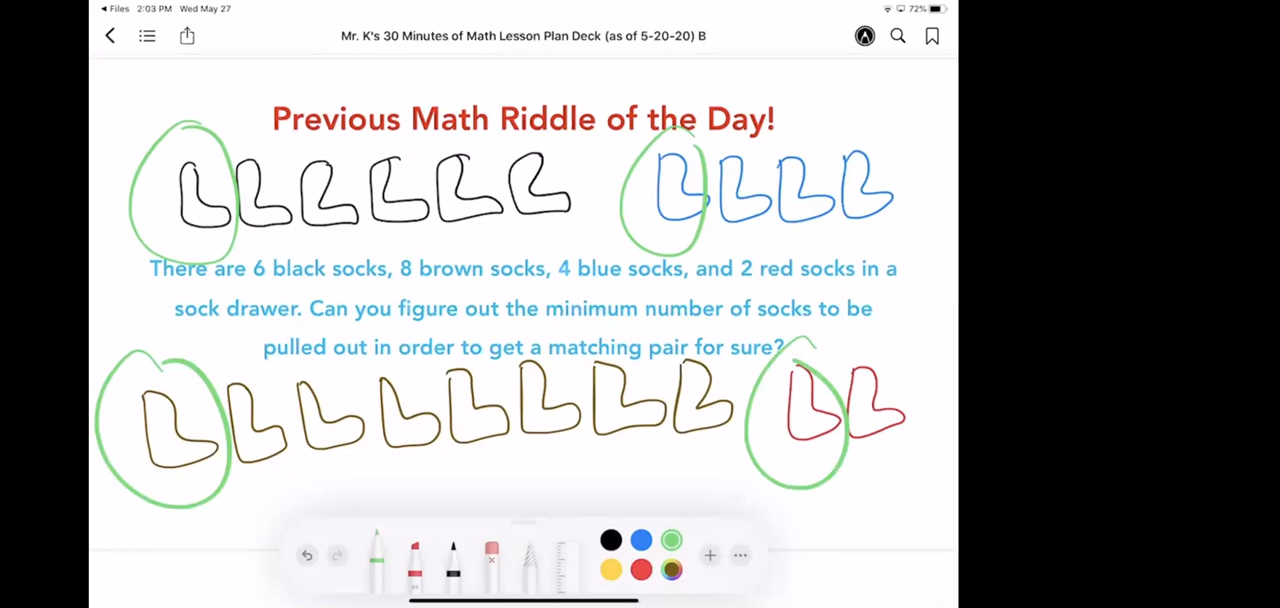 Files 2:03 PM Wed May 27
72%
Mr. K's 30 Minutes of Math Lesson Plan Deck (as of 5-20-20) B
Previous Math Riddle of the Day!
There are 6 black socks, 8 brown socks, 4 blue socks, and 2 red socks in a
sock drawer. Can you figure out the minimum number of socks to be
pulled out in order to get a matching pair for sure?